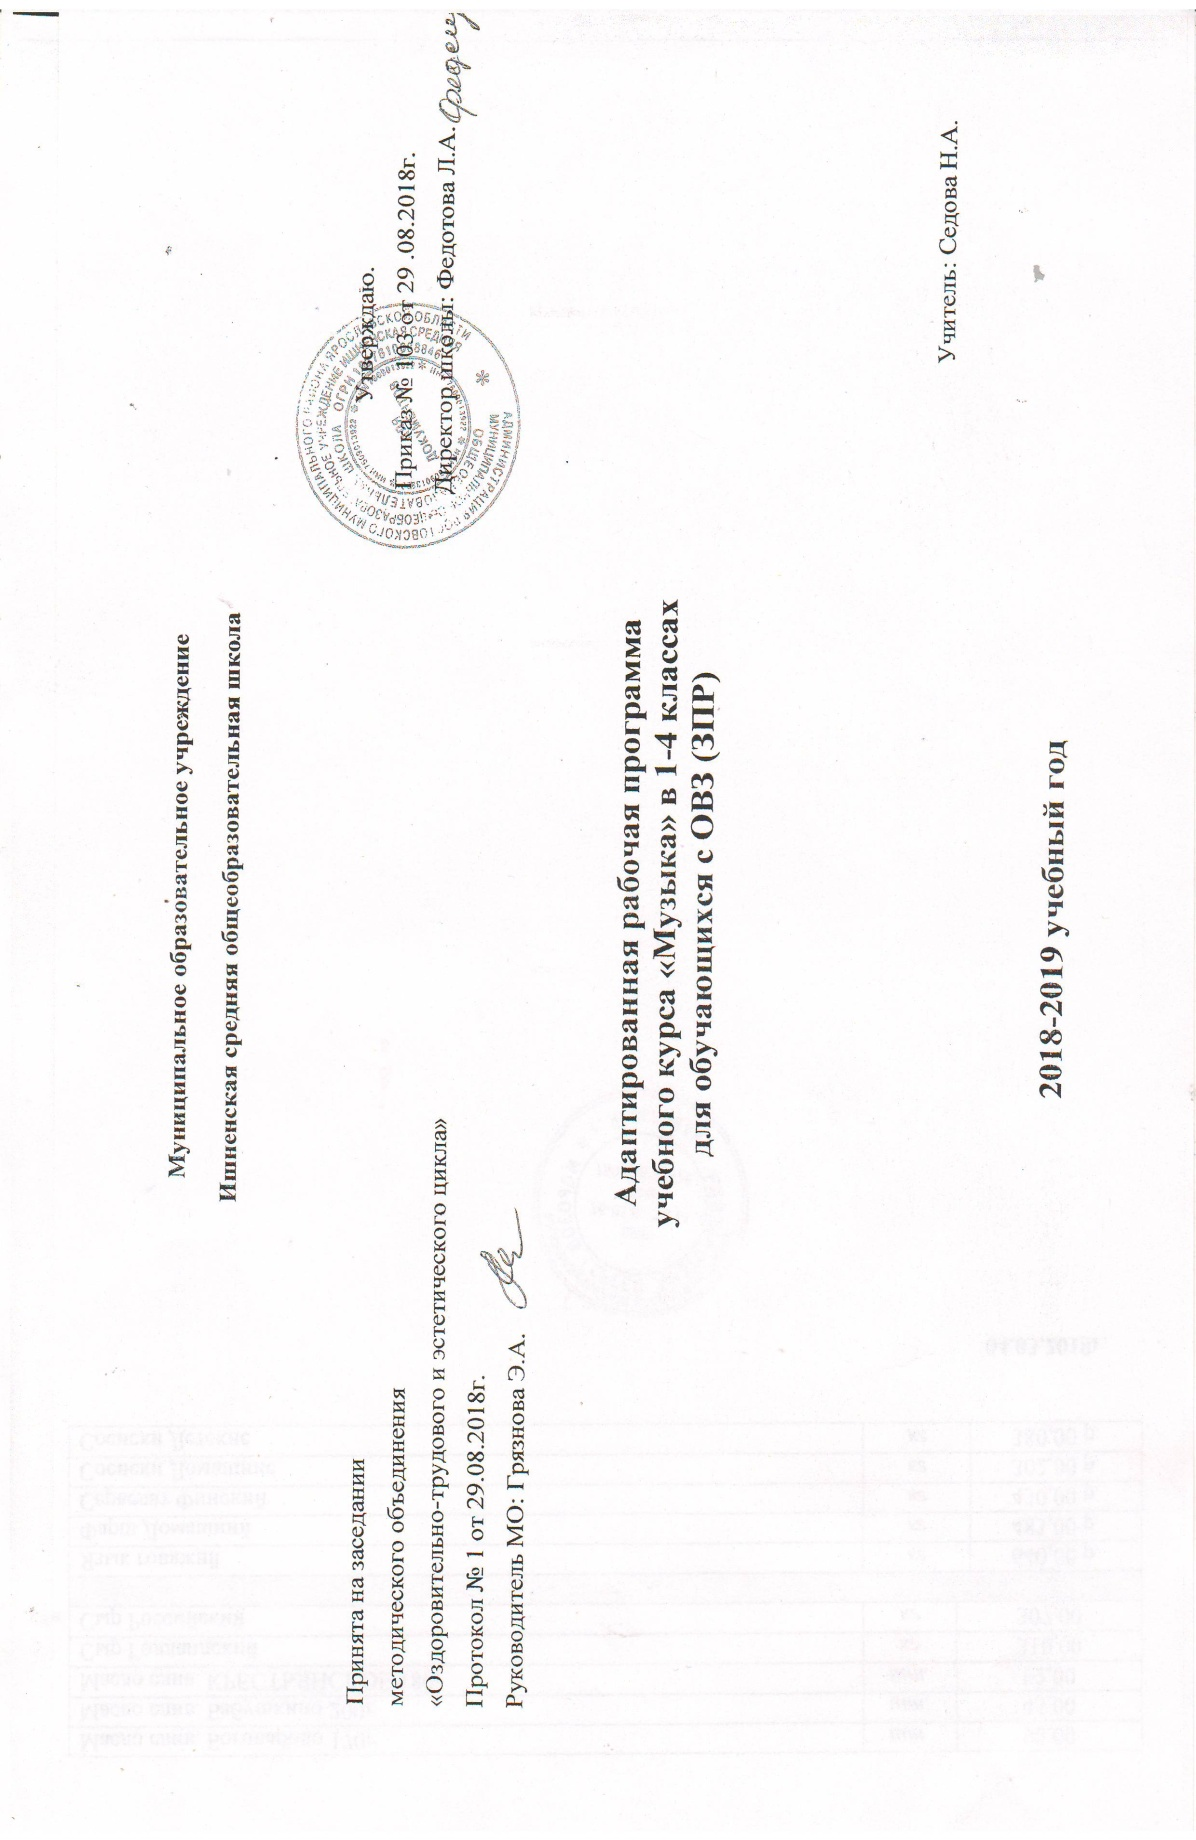 Муниципальное образовательное учреждение
Ишненская средняя общеобразовательная школа
Принята на заседании
методического объединения
«Оздоровительно-трудового и эстетического цикла»
Протокол № 1 от 29.08.2018г.
Руководитель МО: Грязнова Э.А.
Утверждаю.
Приказ № 103 от 29 .08.2018г.
Директор школы: Федотова Л.А.
Адаптированная рабочая программа
учебного курса «Музыка» в 1-4 классах
для обучающихся с ОВЗ (ЗПР)
Учитель: Седова Н.А.
2018-2019 учебный год